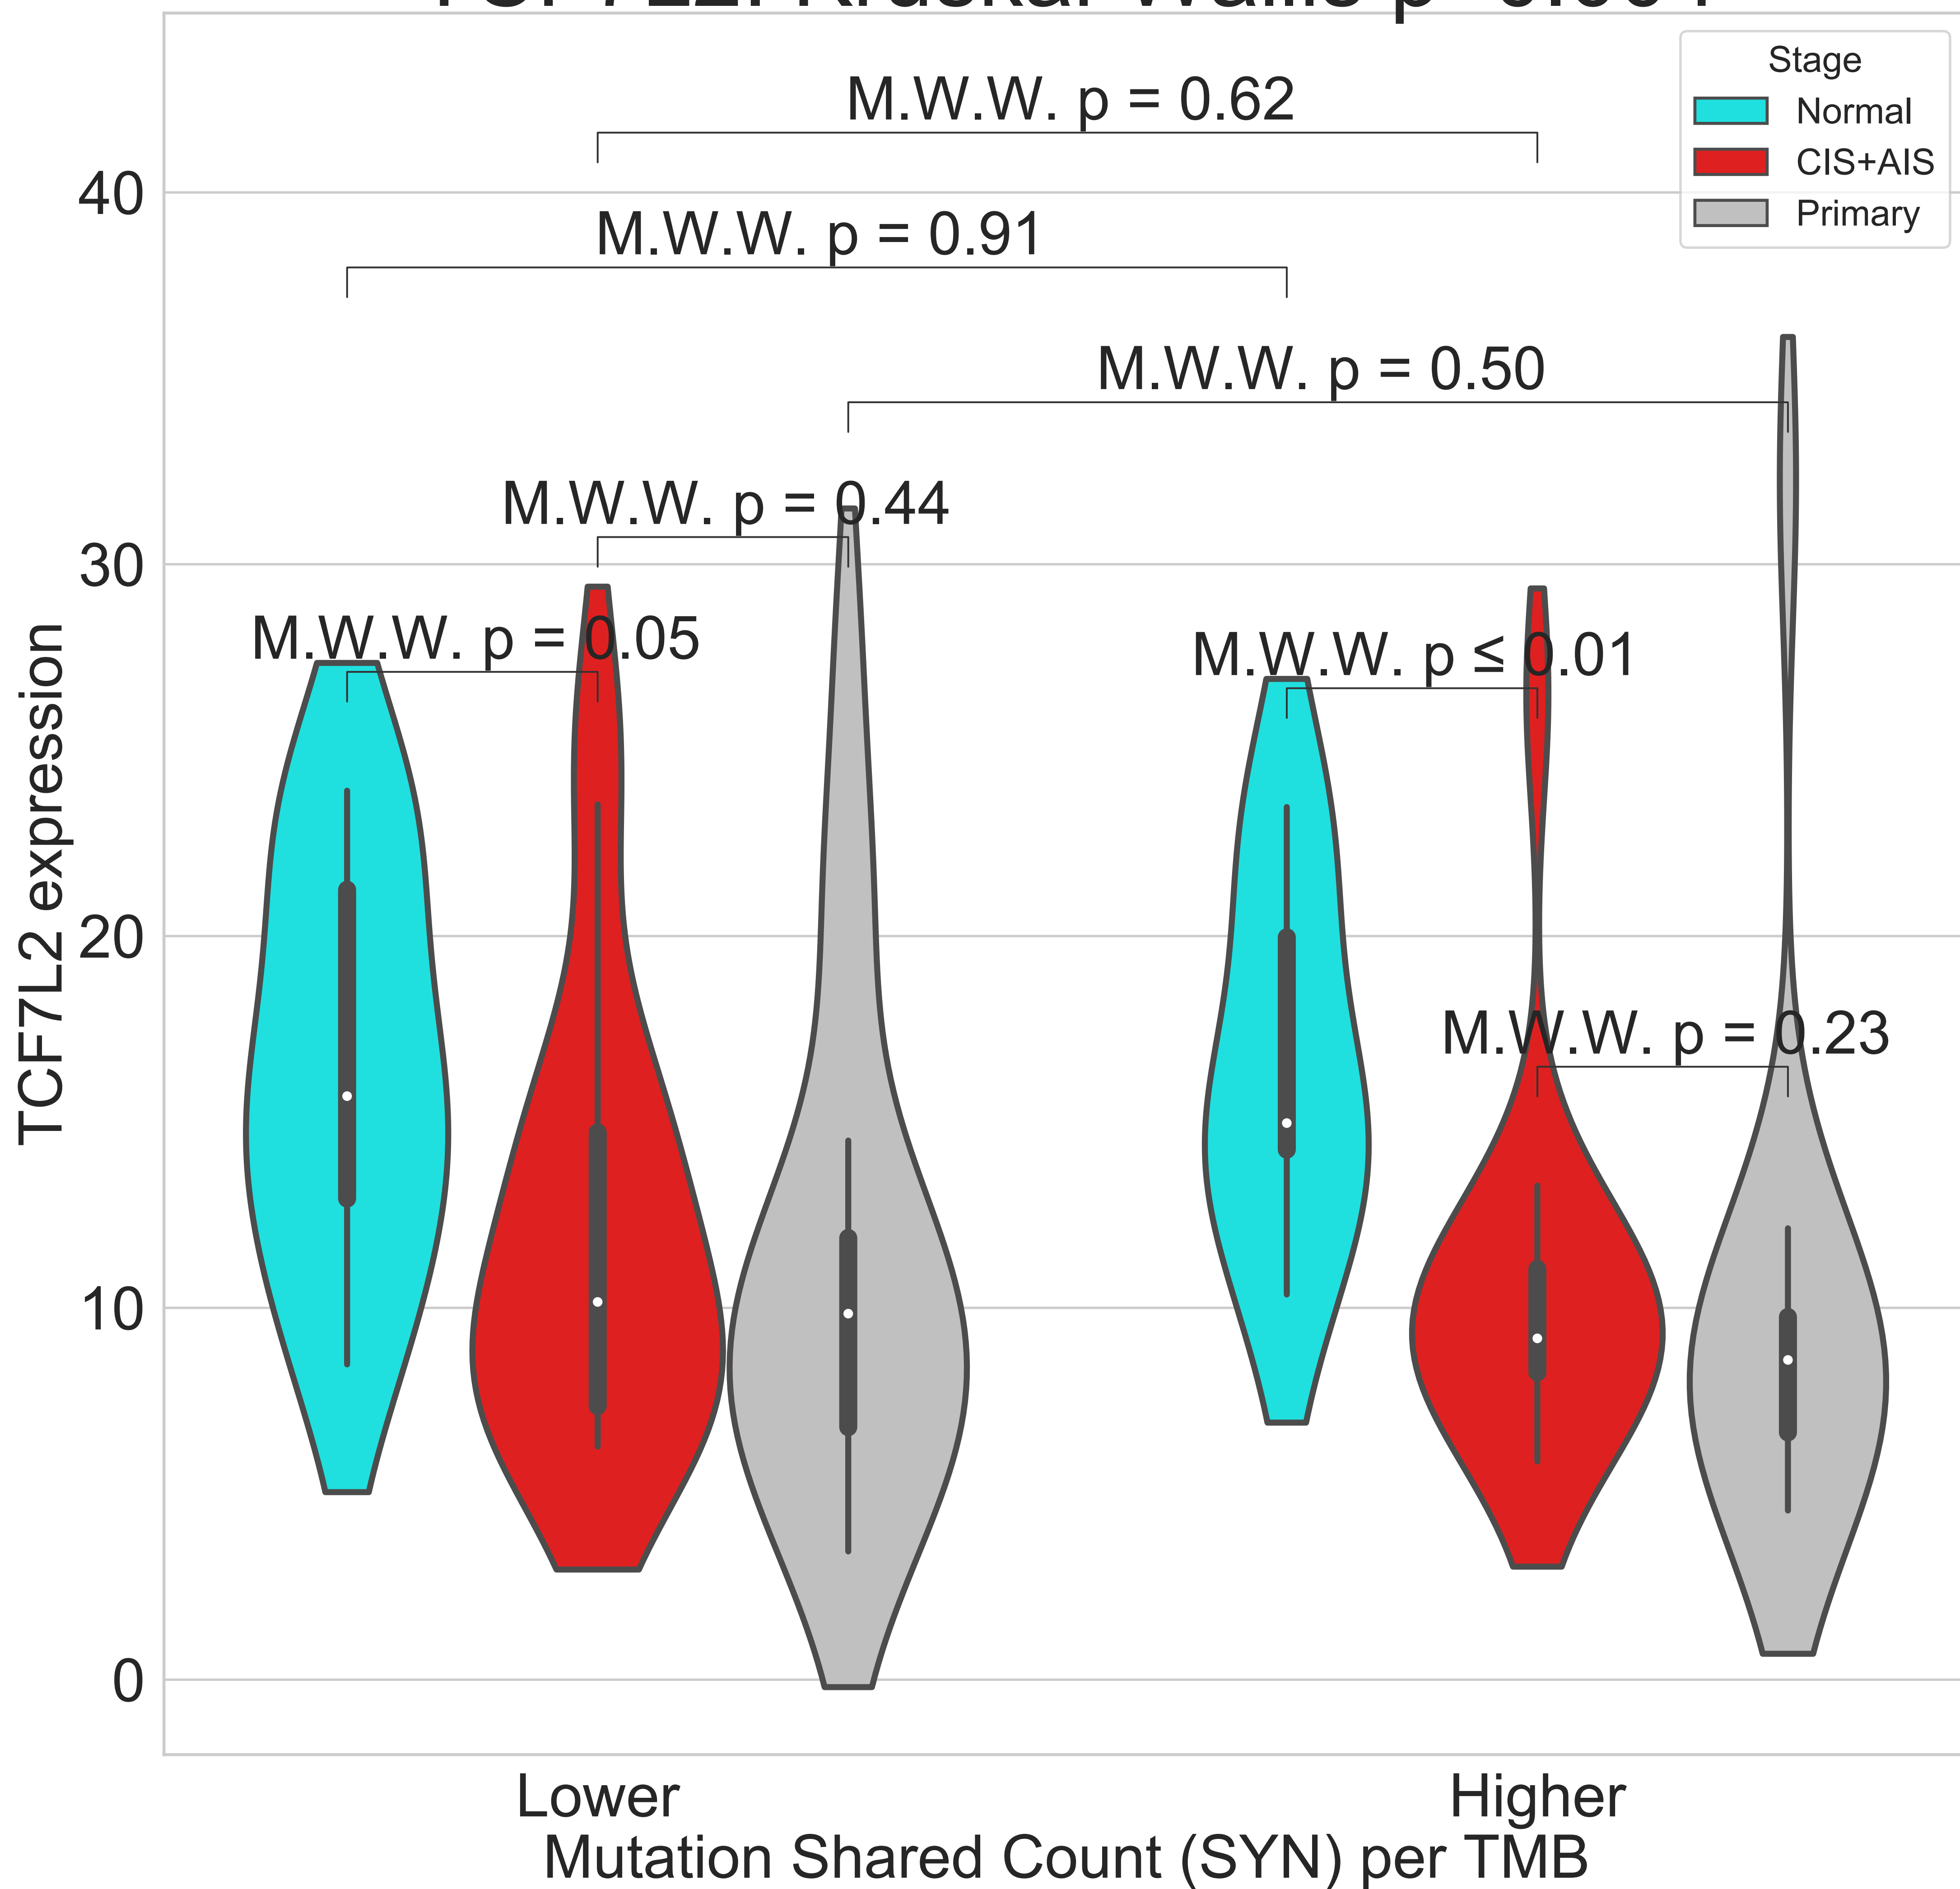 Stage
Normal
CIS+AIS
Primary
M.W.W. p = 0.62
40
M.W.W. p = 0.91
M.W.W. p = 0.50
M.W.W. p = 0.44
30
M.W.W. p = 0.05
M.W.W. p ≤ 0.01
TCF7L2 expression
20
M.W.W. p = 0.23
10
0
Lower
Higher
Mutation Shared Count (SYN) per TMB